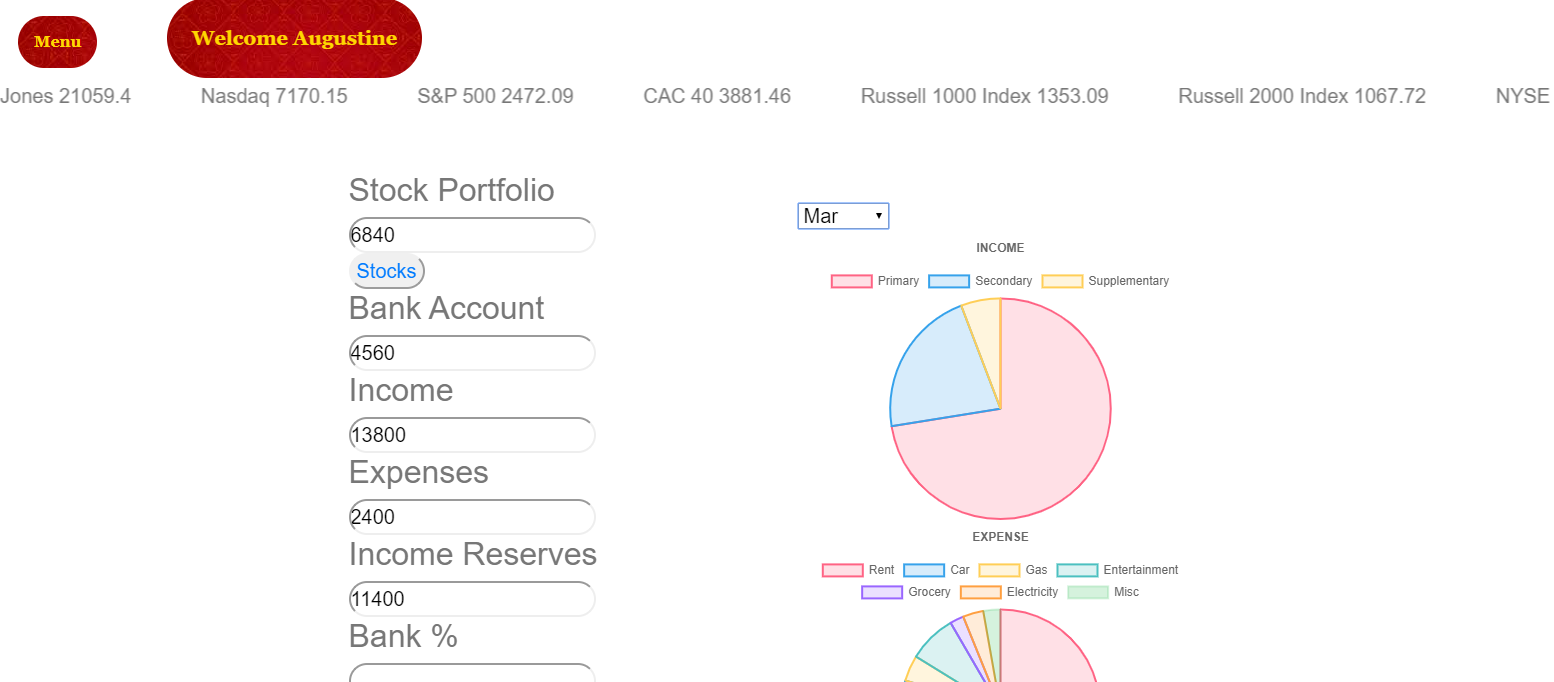 Menu
Welcome Augustine
Jones 21059.4 Nasdaq 7170.15 S&P 500 2472.09 CAC 40 3881.46 Russell 1000 Index 1353.09 Russell 2000 Index 1067.72 NYSE
Stock Portfolio
6840
Stocks
Bank Account
4560
Income
13800
Expenses
2400
Income Reserves
11400
Bank %
Mar
INCOME
Primary Secondary Supplementary
EXPENSE
Rent Car Gas Entertainment
Grocery Electricity Misc